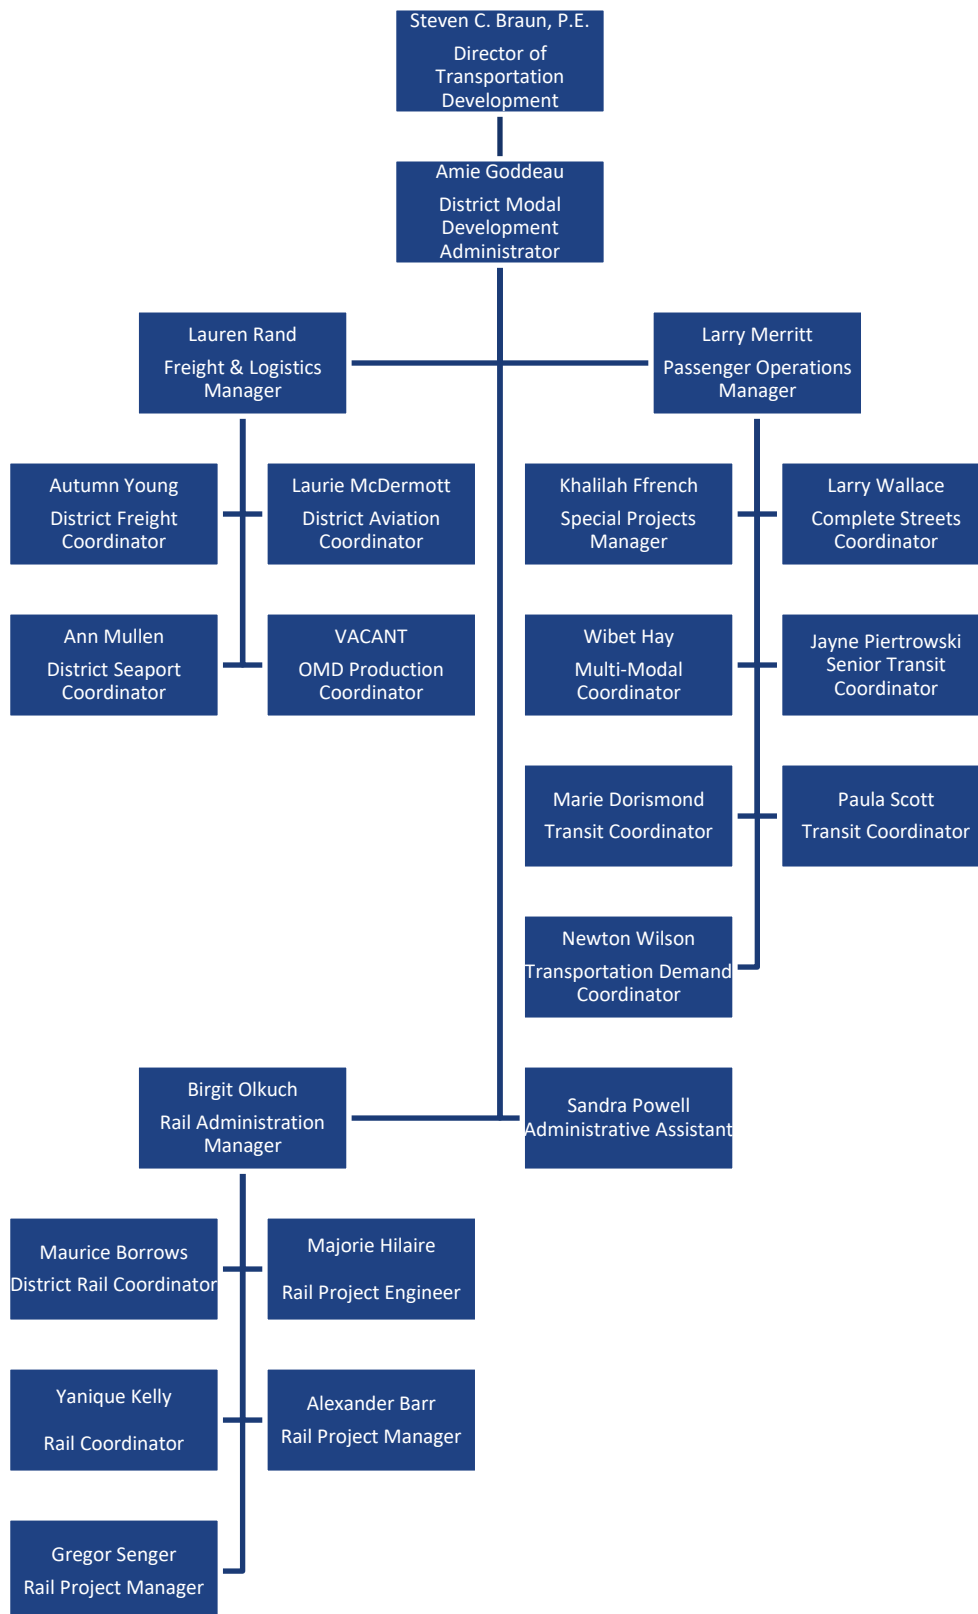 Steven C. Braun, P.E.
Director of
Transportation
Development
Amie Goddeau
District Modal
Development
Administrator
Lauren Rand
Freight & Logistics
Manager
Larry Merritt
Passenger Operations
Manager
Autumn Young
District Freight
Coordinator
Laurie McDermott
District Aviation
Coordinator
Khalilah Ffrench
Special Projects
Manager
Larry Wallace
Complete Streets
Coordinator
Ann Mullen
District Seaport
Coordinator
VACANT
OMD Production
Coordinator
Wibet Hay
Multi-Modal
Coordinator
Jayne Piertrowski
Senior Transit
Coordinator
Marie Dorismond
Transit Coordinator
Paula Scott
Transit Coordinator
Newton Wilson
Transportation Demand
Coordinator
Birgit Olkuch
Rail Administration
Manager
Sandra Powell
Administrative Assistant
Maurice Borrows
District Rail Coordinator
Majorie Hilaire
Rail Project Engineer
Yanique Kelly
Rail Coordinator
Alexander Barr
Rail Project Manager
Gregor Senger
Rail Project Manager